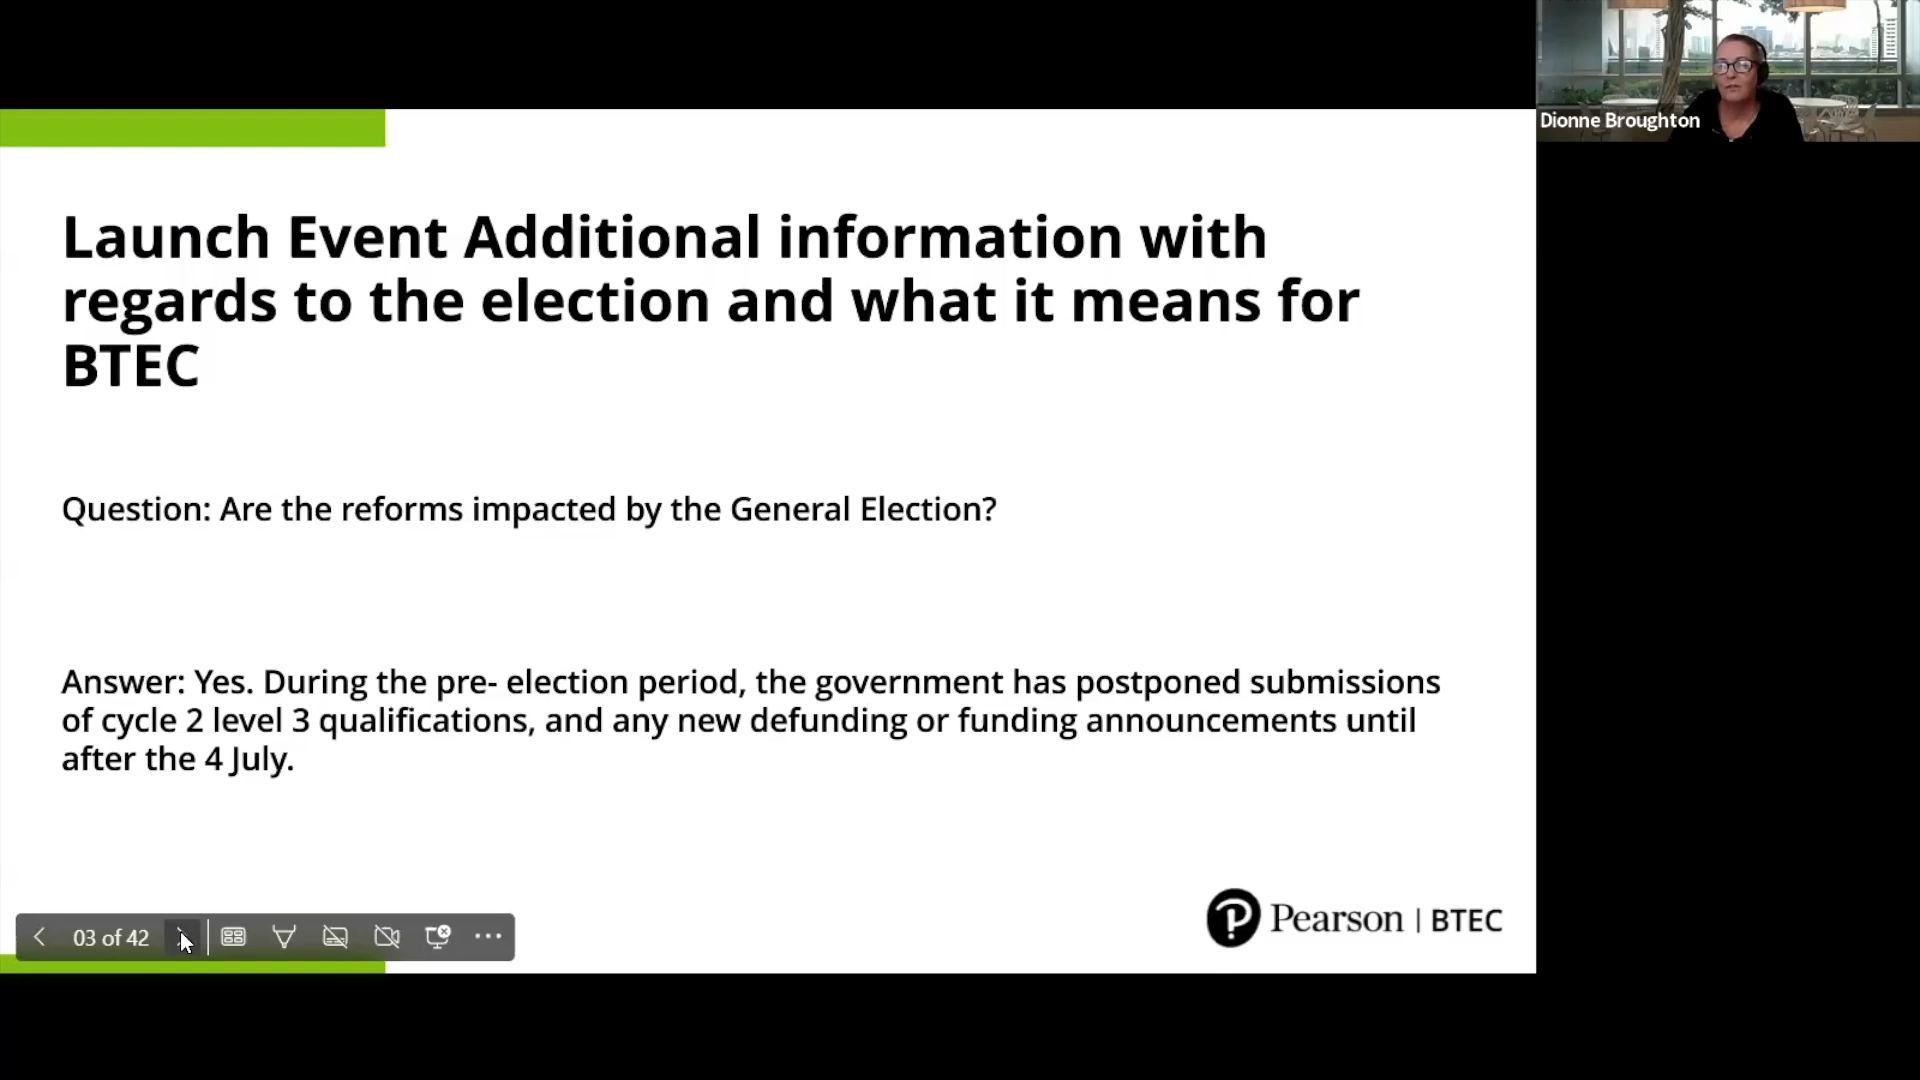 Dionne Broughton
Launch Event Additional information with
regards to the election and what it means for
BTEC
Question: Are the reforms impacted by the General Election?
Answer: Yes. During the pre- election period, the government has postponed submissions
of cycle 2 level 3 qualifications, and any new defunding or funding announcements until
after the 4 July.
03 of 42
Pearson | BTEC